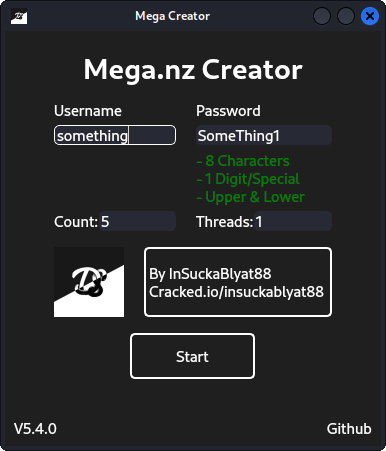 Mega Creator
Mega.nz Creator
Username Password
something SomeThing1
- 8 Characters
- 1 Digit/Special
- Upper & Lower
Count: 5 Threads: 1
By InSuckaBlyat88
Cracked.io/insuckablyat88
Start
V5.4.0 Github